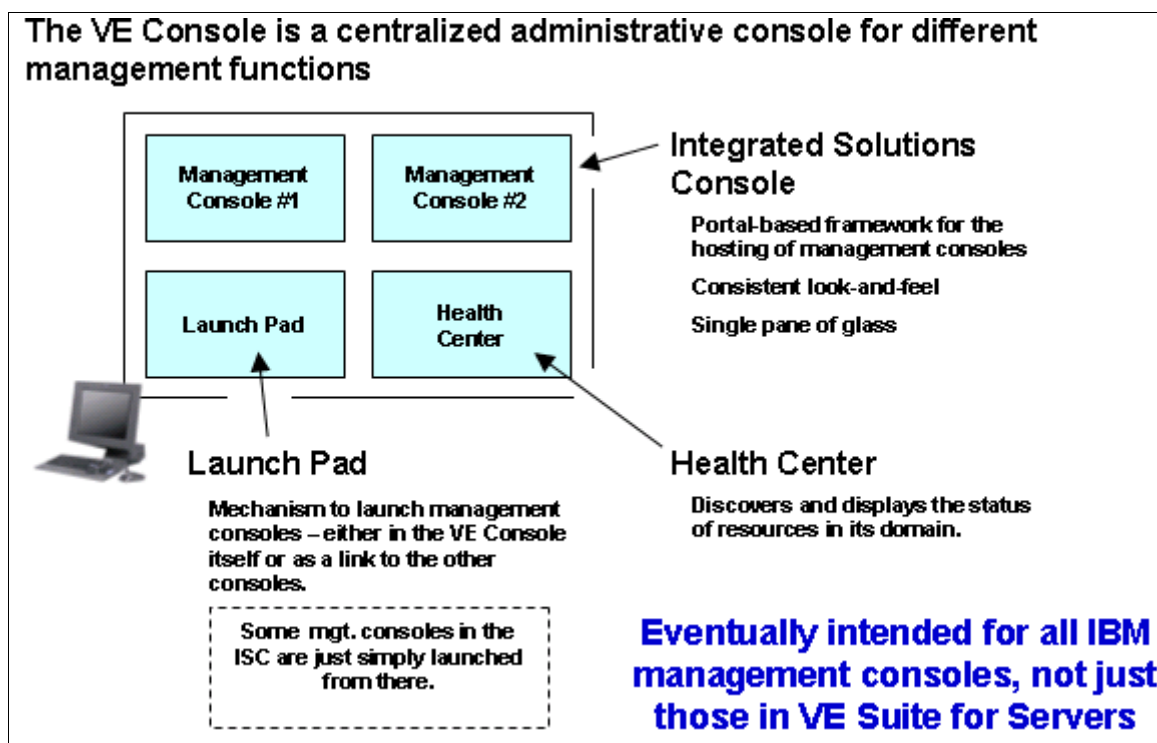 The VE Console is a centralized administrative console for different
management functions
Management
Console #1
Management
Console #2
Launch Pad
Health
Center
Integrated Solutions
Console
Portal-based framework for the
hosting of management consoles
Consistent look-and-feel
Single pane of glass
Launch Pad
Mechanism to launch management
consoles – either in the VE Console
itself or as a link to the other
consoles.
Some mgt. consoles in the
ISC are just simply launched
from there.
Health Center
Discovers and displays the status
of resources in its domain.
Eventually intended for all IBM
management consoles, not just
those in VE Suite for Servers